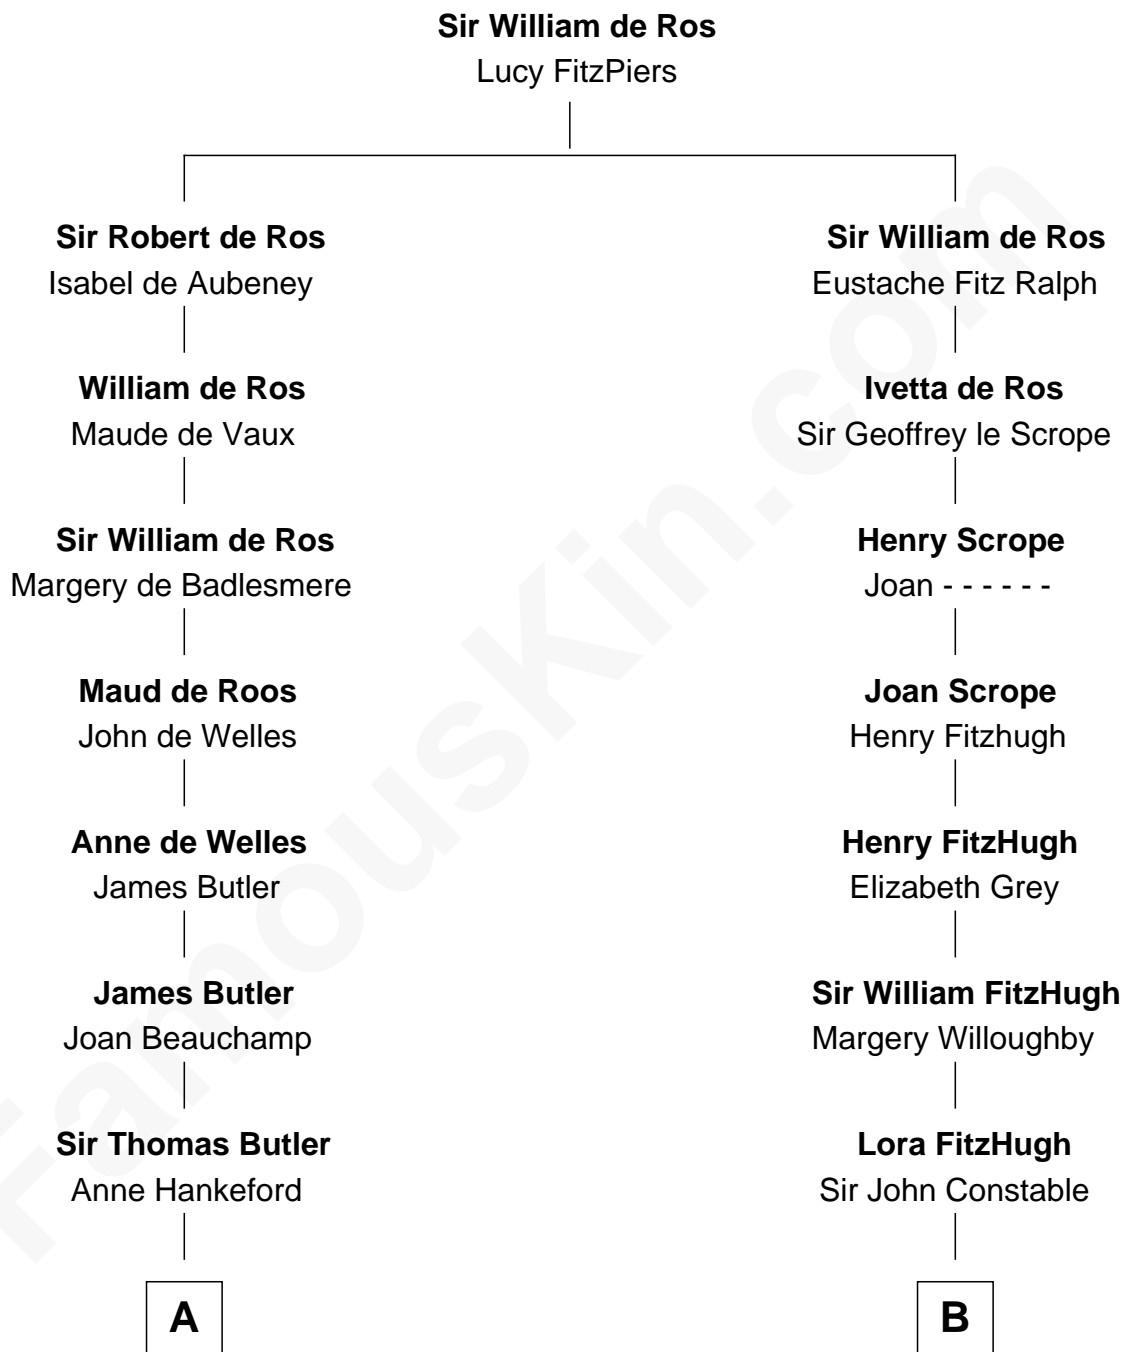 Sir William de Ros
Lucy FitzPiers
Sir Robert de Ros
Isabel de Aubeney
William de Ros
Maude de Vaux
Sir William de Ros
Margery de Badlesmere
Maud de Roos
John de Welles
Anne de Welles
James Butler
James Butler
Joan Beauchamp
Sir Thomas Butler
Anne Hankeford
A
Sir William de Ros
Eustache Fitz Ralph
Ivetta de Ros
Sir Geoffrey le Scrope
Henry Scrope
Joan - - - - - -
Joan Scrope
Henry Fitzhugh
Henry FitzHugh
Elizabeth Grey
Sir William FitzHugh
Margery Willoughby
Lora FitzHugh
Sir John Constable
B
FamousKin.com